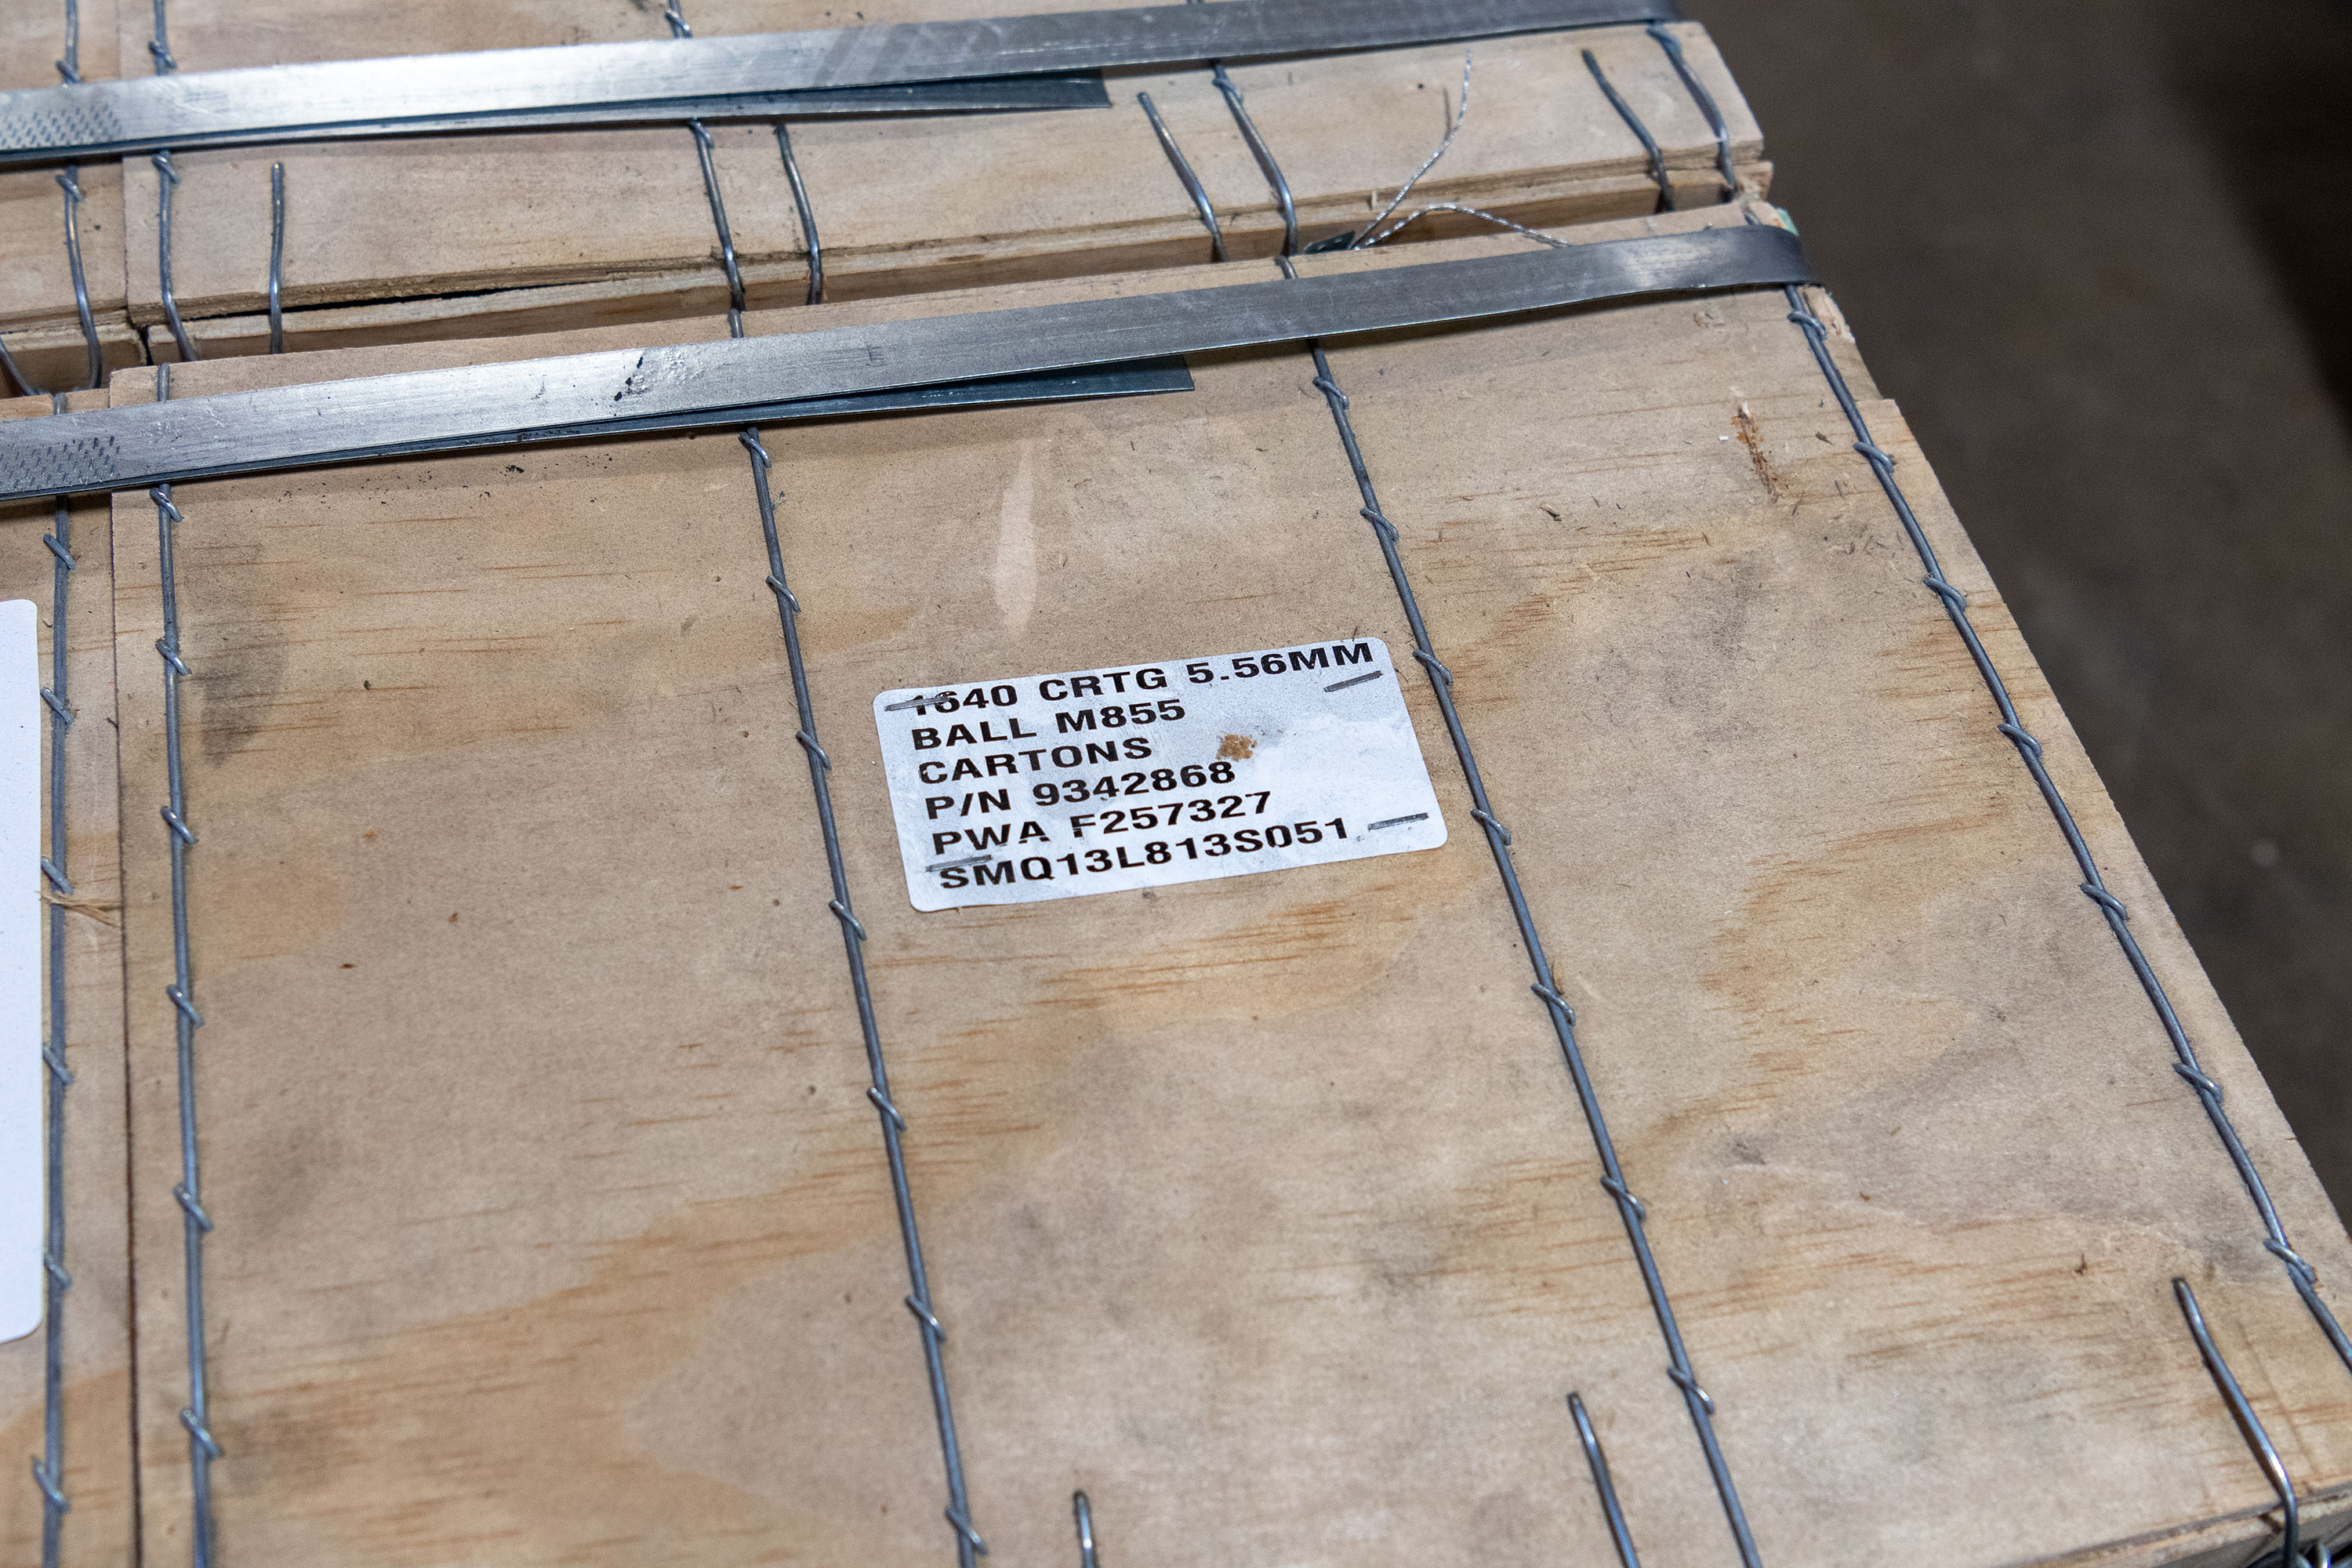 1640 CRTG 5.56MM
BALL M855
CARTONS
P/N 9342868
PWA F257327
SMQ13L813S051